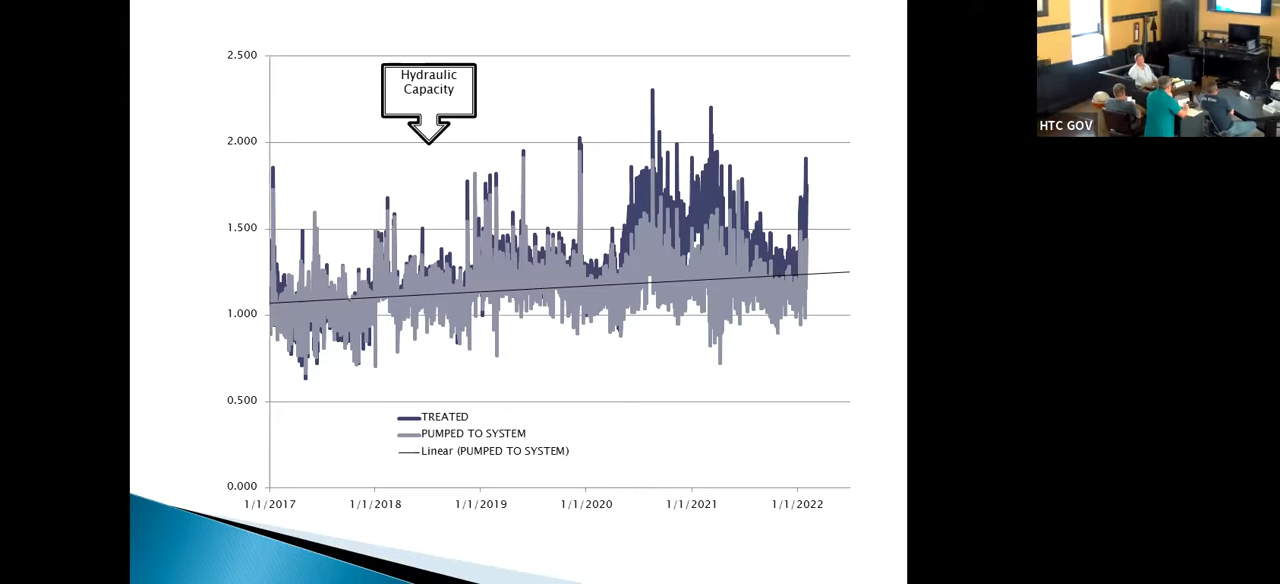 2.500
Hydraulic
Capacity
2.000
1.500
1.000
0.500
TREATED
PUMPED TO SYSTEM
Linear (PUMPED TO SYSTEM)
0.000
1/1/2017
1/1/2018
1/1/2019
1/1/2020
1/1/2021
1/1/2022
HTC GOV